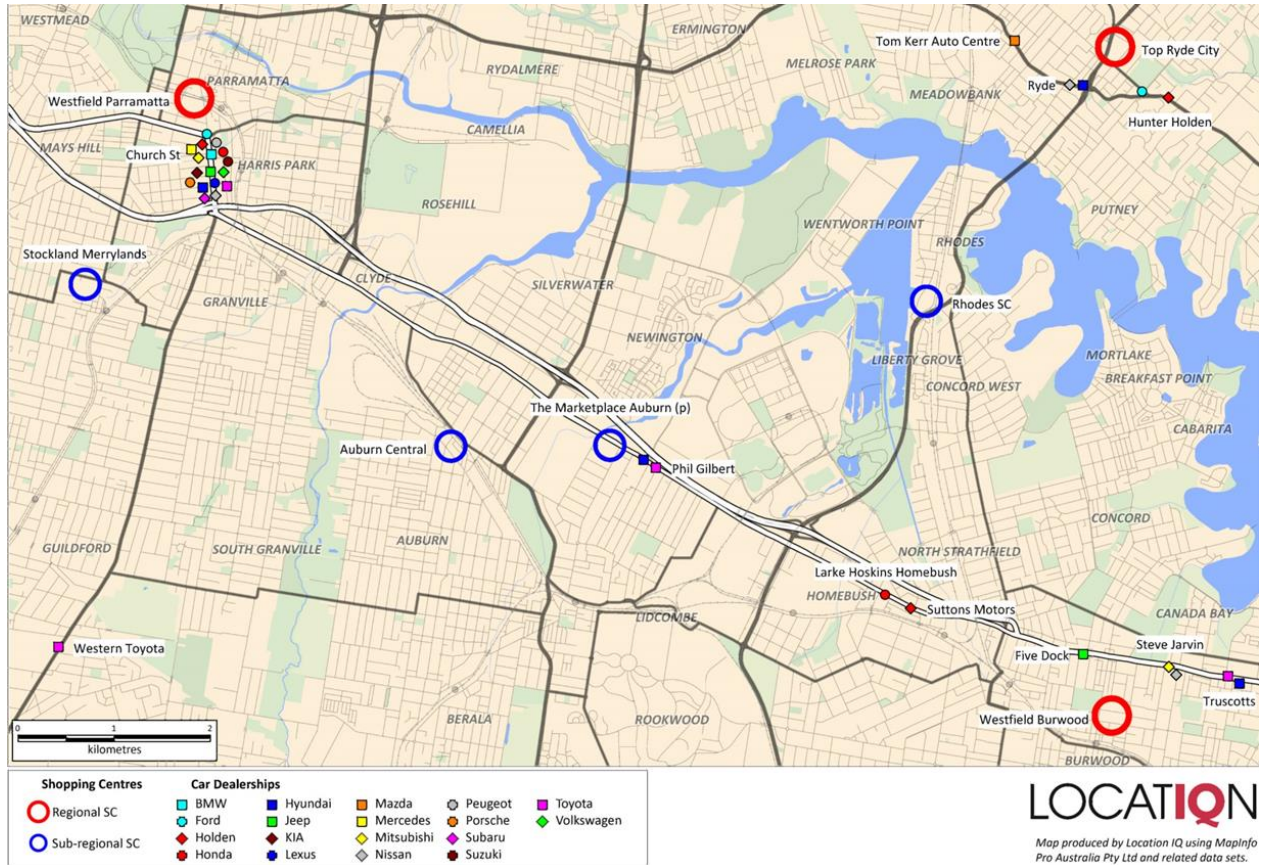 WESTMEAD
ERMINGTON
Tom Kerr Auto Centre
Top Ryde City
PARRAMATTA
RYDALMERE
MELROSE PARK
Westfield Parramatta
MEADOWBANK
Ryde
Hunter Holden
CAMELLIA
MAYS HILL
Church St
HARRIS PARK
ROSEHILL
PUTNEY
WENTWORTH POINT
RHODES
Stockland Merrylands
CLYDE
SILVERWATER
GRANVILLE
Rhodes SC
NEWINGTON
LIBERTY GROVE
MORTLAKE
BREAKFAST POINT
CONCORD WEST
The Marketplace Auburn (p)
CABARITA
Auburn Central
Phil Gilbert
CONCORD
GUILDFORD
SOUTH GRANVILLE
AUBURN
NORTH STRATHFIELD
Larke Hoskins Homebush
HOMEBUSH
Suttons Motors
LIDCOMBE
CANADA BAY
Western Toyota
Steve Jarvin
Five Dock
Truscotts
BERALA
ROOKWOOD
Westfield Burwood
BURWOOD
0 1 2
kilometres
Shopping Centres
Regional SC
Sub-regional SC
Car Dealerships
BMW
Ford
Holden
Honda
Hyundai
Jeep
KIA
Lexus
Mazda
Mercedes
Mitsubishi
Nissan
Peugeot
Porsche
Subaru
Suzuki
Toyota
Volkswagen
LOCATIQN
Map produced by Location IQ using MapInfo
Pro Australia Pty Ltd and related data sets.